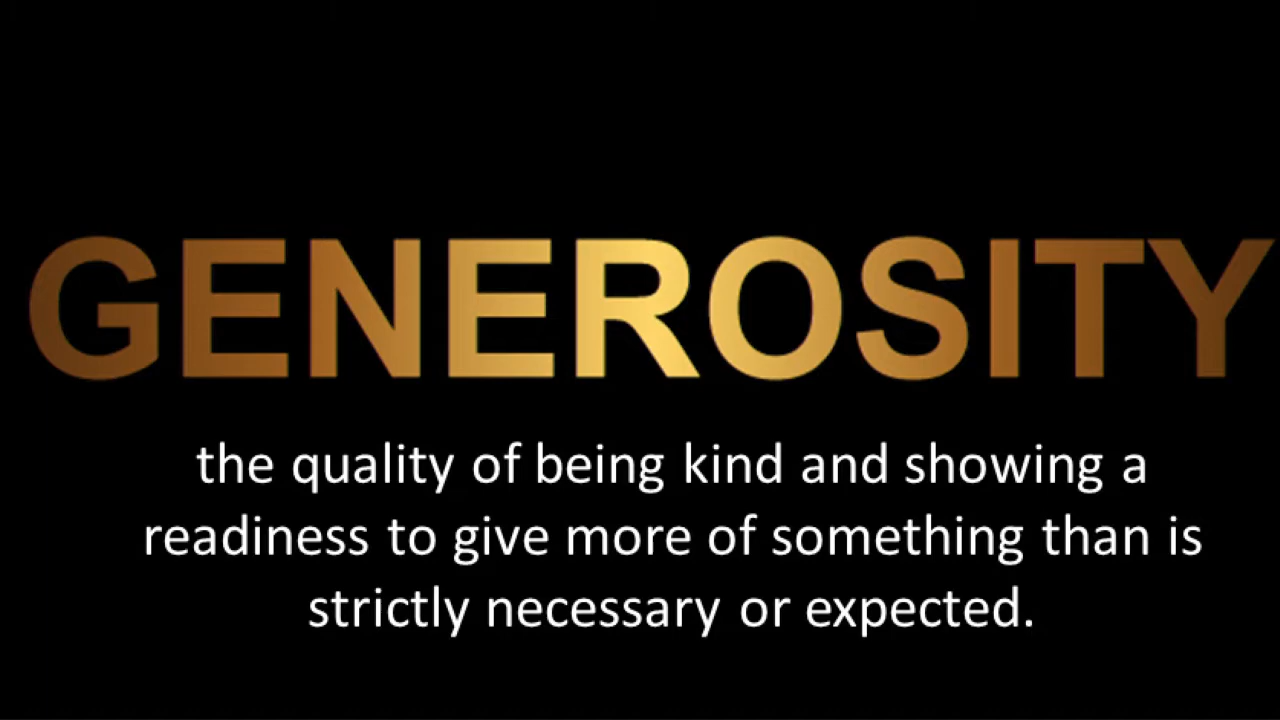 GENEROSITY
the quality of being kind and showing a
readiness to give more of something than is
strictly necessary or expected.